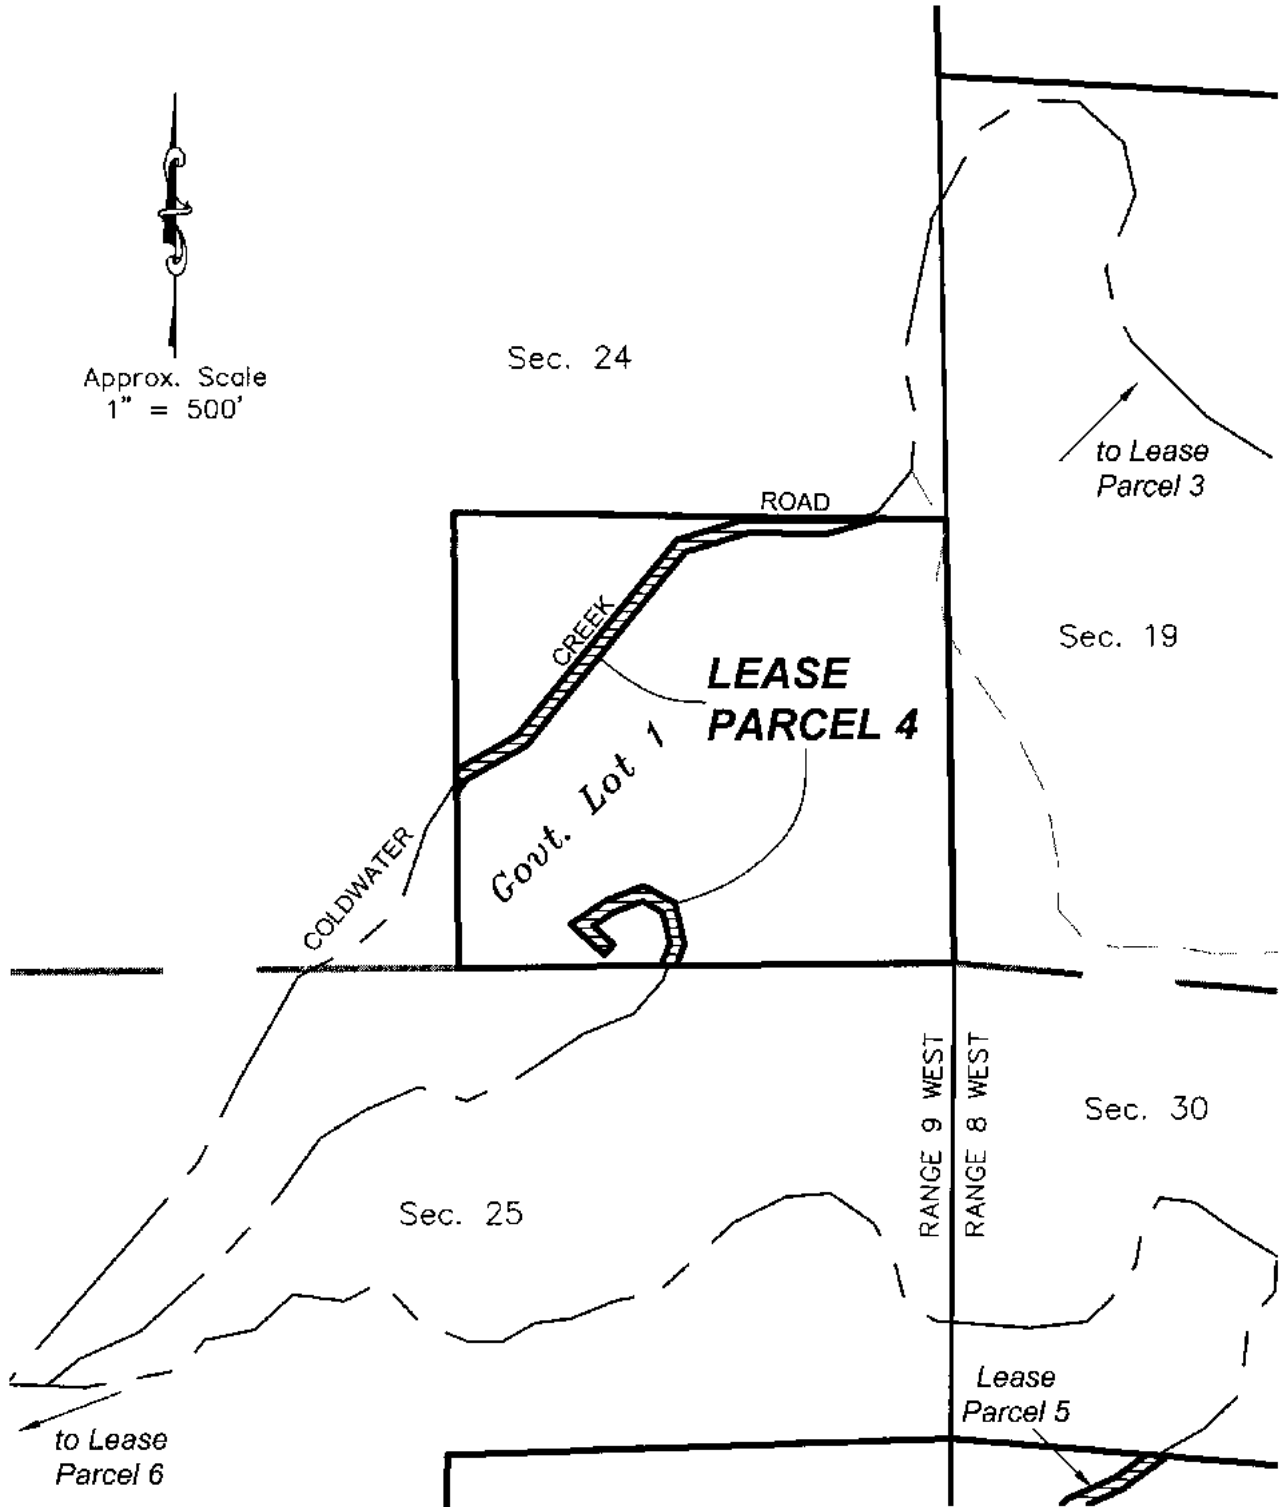 Sec. 24
Approx. Scale
1" = 500'
to Lease
Parcel 3
ROAD
CREEK
Sec. 19
LEASE
PARCEL 4
Govt. Lot 1
COLDWATER
RANGE 9 WEST
RANGE 8 WEST
Sec. 30
Sec. 25
Lease
Parcel 5
to Lease
Parcel 6